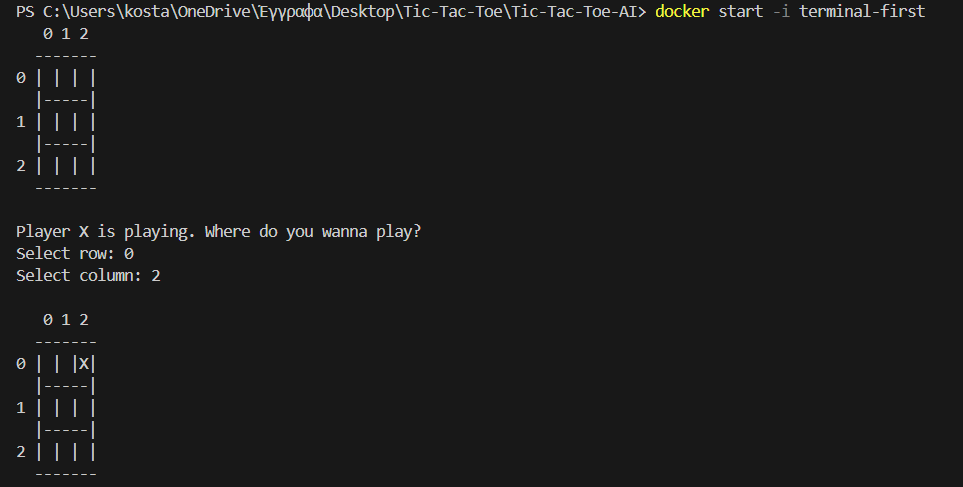 PS C:\Users\kosta\OneDrive\Έγγραφα\Desktop\Tic-Tac-Toe\Tic-Tac-Toe-AI> docker start -i terminal-first
   0 1 2
  -------
0 | | | |
  |-----|
1 | | | |
  |-----|
2 | | | |
  -------

Player X is playing. Where do you wanna play?
Select row: 0
Select column: 2

   0 1 2
  -------
0 | | |X|
  |-----|
1 | | | |
  |-----|
2 | | | |
  -------